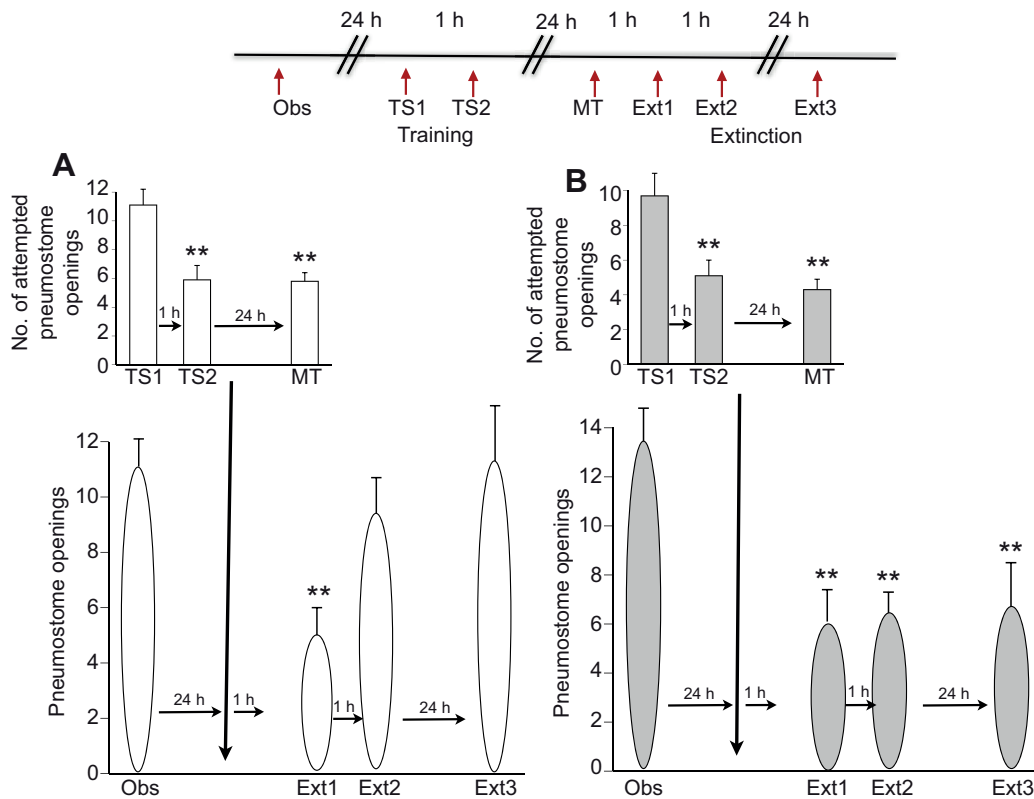 24 h 1 h 24 h 1 h 1 h 24 h
Obs TS1 TS2 MT Ext1 Ext2 Ext3
Training Extinction
A
No. of attempted
pneumostome
openings
12
10
8
6
4
2
0
**
**
1 h
24 h
TS1 TS2 MT
B
No. of attempted
pneumostome
openings
10
8
6
4
2
0
**
**
1 h
24 h
TS1 TS2 MT
Pneumostome openings
12
10
8
6
4
2
0
**
24 h 1 h 1 h 24 h
Obs Ext1 Ext2 Ext3
Pneumostome openings
14
12
10
8
6
4
2
0
**
**
**
24 h 1 h 1 h 24 h
Obs Ext1 Ext2 Ext3